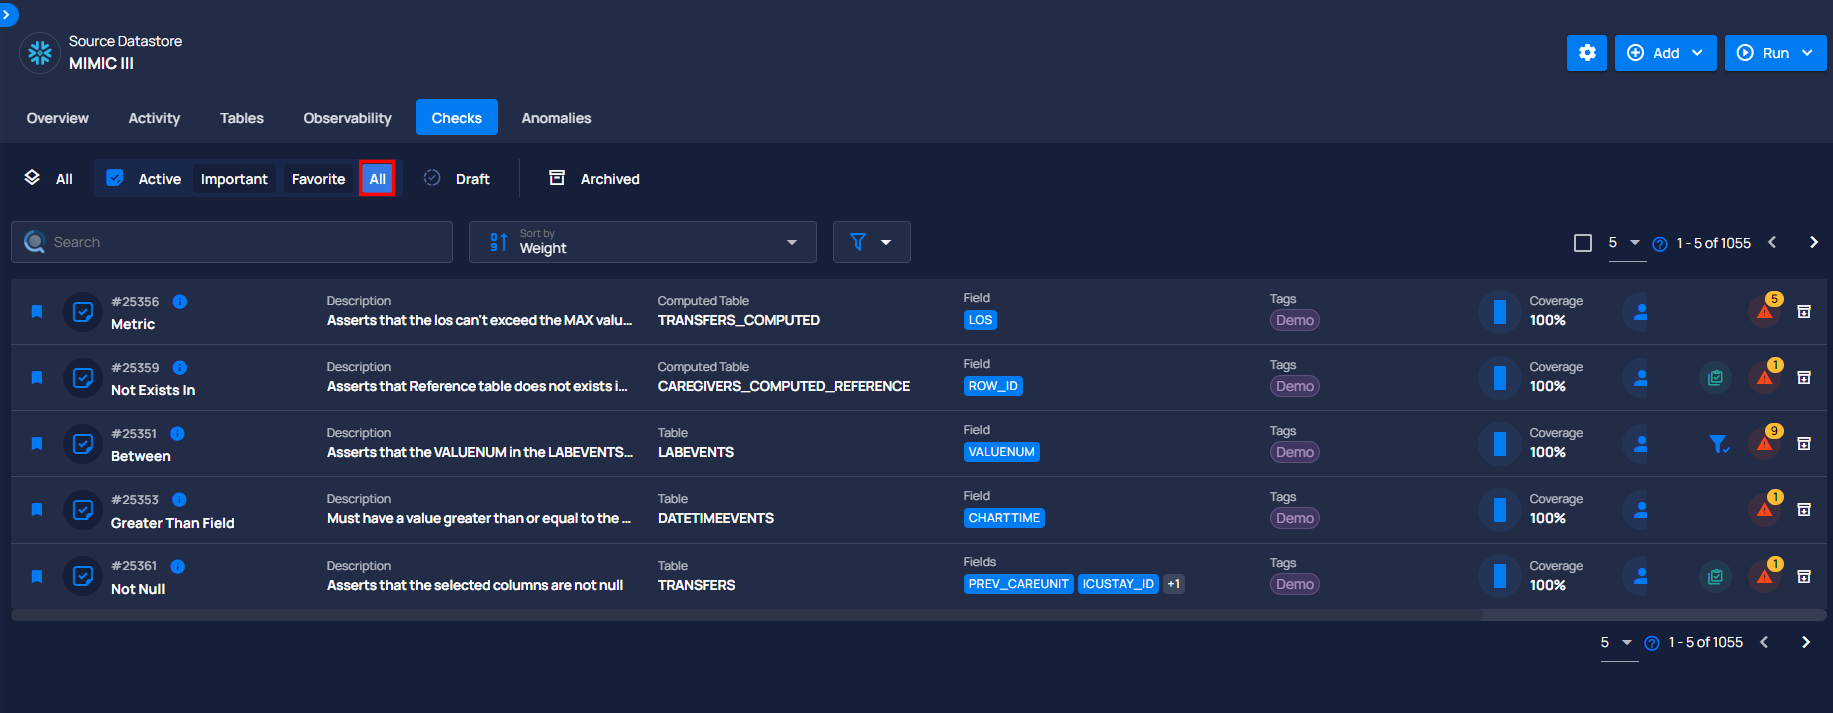 Source Datastore
MIMIC III
Add
Run
Overview Activity Tables Observability Checks Anomalies
All Active Important Favorite All Draft Archived
Search
Sort by
Weight
5 1 - 5 of 1055
#25356 Description Computed Table Field Tags Coverage 5
Metric Asserts that the los can't exceed the MAX valu... TRANSFERS_COMPUTED LOS Demo 100%
#25359 Description Computed Table Field Tags Coverage 1
Not Exists In Asserts that Reference table does not exists i... CAREGIVERS_COMPUTED_REFERENCE ROW_ID Demo 100%
#25351 Description Table Field Tags Coverage 9
Between Asserts that the VALUENUM in the LABEVENTS... LABEVENTS VALUENUM Demo 100%
#25353 Description Table Field Tags Coverage 1
Greater Than Field Must have a value greater than or equal to the ... DATETIMEEVENTS CHARTTIME Demo 100%
#25361 Description Table Fields Tags Coverage 1
Not Null Asserts that the selected columns are not null TRANSFERS PREV_CAREUNIT ICUSTAY_ID +1 Demo 100%
5 1 - 5 of 1055